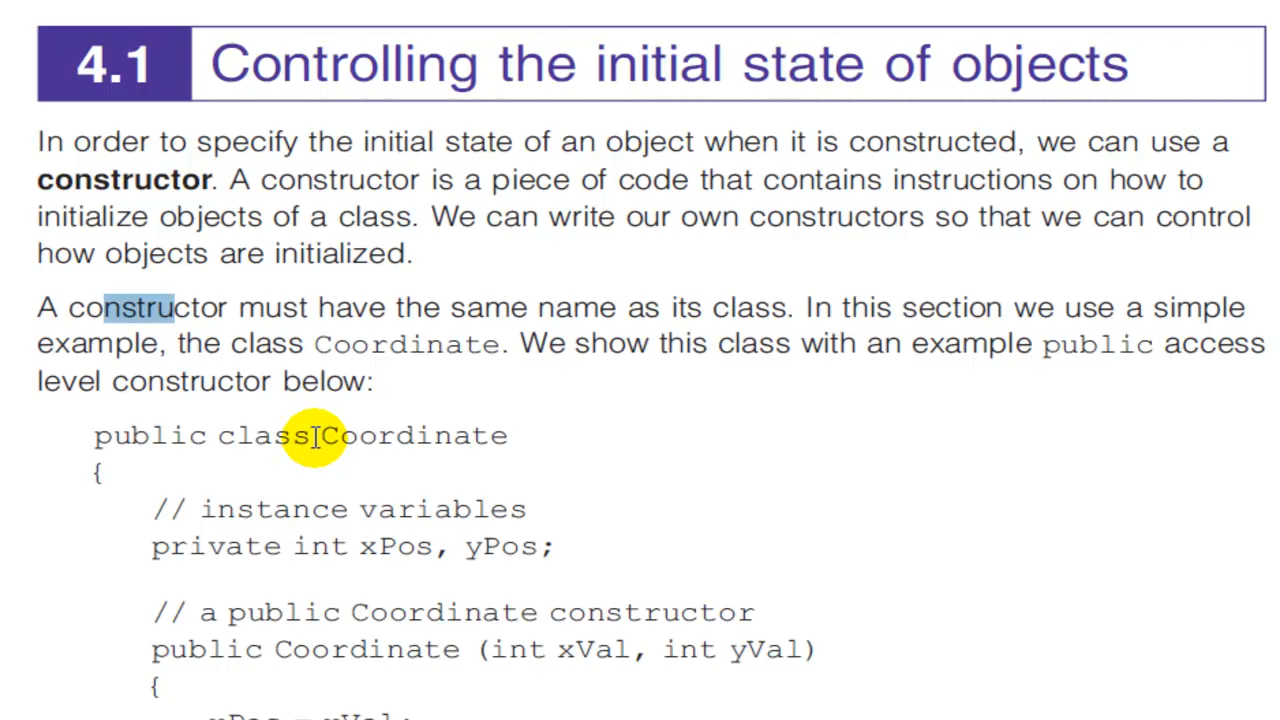 4.1 Controlling the initial state of objects
In order to specify the initial state of an object when it is constructed, we can use a
constructor. A constructor is a piece of code that contains instructions on how to
initialize objects of a class. We can write our own constructors so that we can control
how objects are initialized.
A constructor must have the same name as its class. In this section we use a simple
example, the class Coordinate. We show this class with an example public access
level constructor below:
public class Coordinate
{
// instance variables
private int xPos, yPos;
// a public Coordinate constructor
public Coordinate (int xVal, int yVal)
{
xPos = xVal;